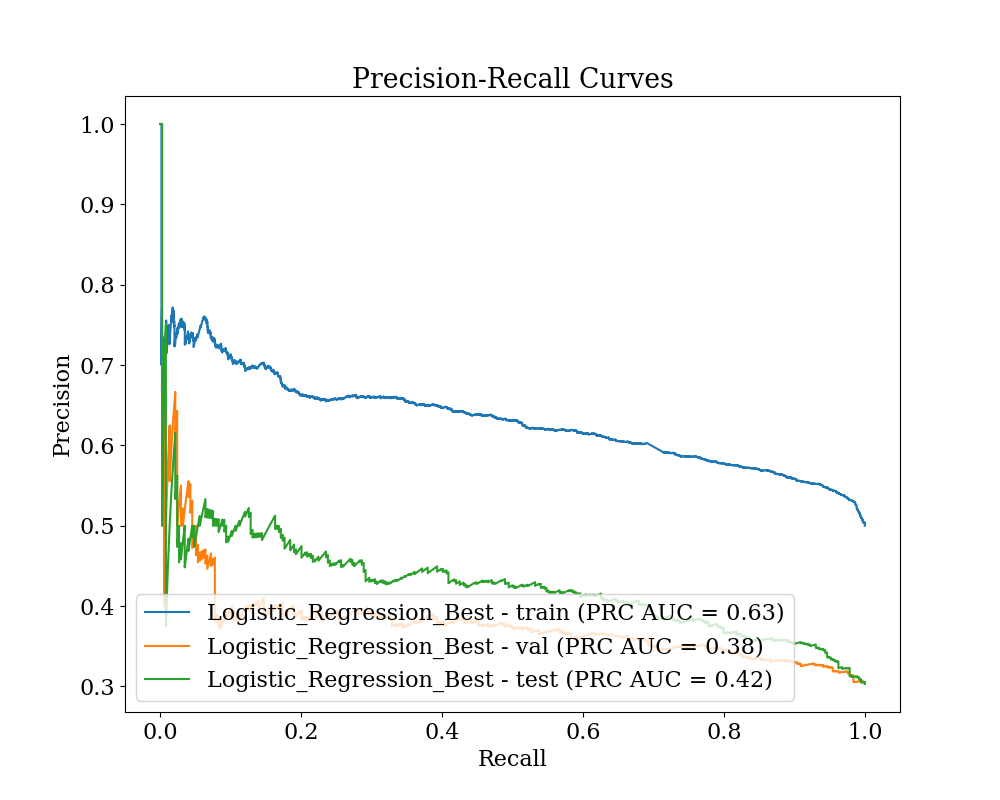 Precision-Recall Curves
Precision
1.0
0.9
0.8
0.7
0.6
0.5
0.4
0.3
Logistic_Regression_Best - train (PRC AUC = 0.63)
Logistic_Regression_Best - val (PRC AUC = 0.38)
Logistic_Regression_Best - test (PRC AUC = 0.42)
0.0 0.2 0.4 0.6 0.8 1.0
Recall